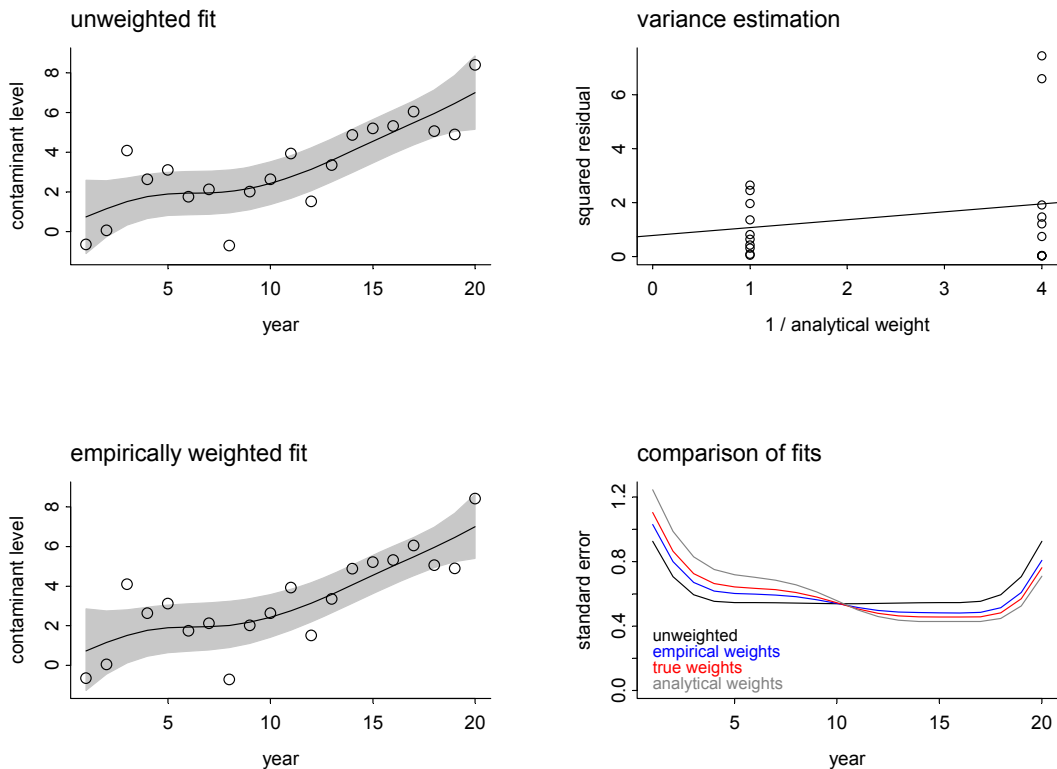 unweighted fit
contaminant level
0 2 4 6 8
5 10 15 20
year
variance estimation
squared residual
0 2 4 6
0 1 2 3 4
1 / analytical weight
empirically weighted fit
contaminant level
0 2 4 6 8
5 10 15 20
year
comparison of fits
standard error
0.0 0.4 0.8 1.2
unweighted
empirical weights
true weights
analytical weights
5 10 15 20
year